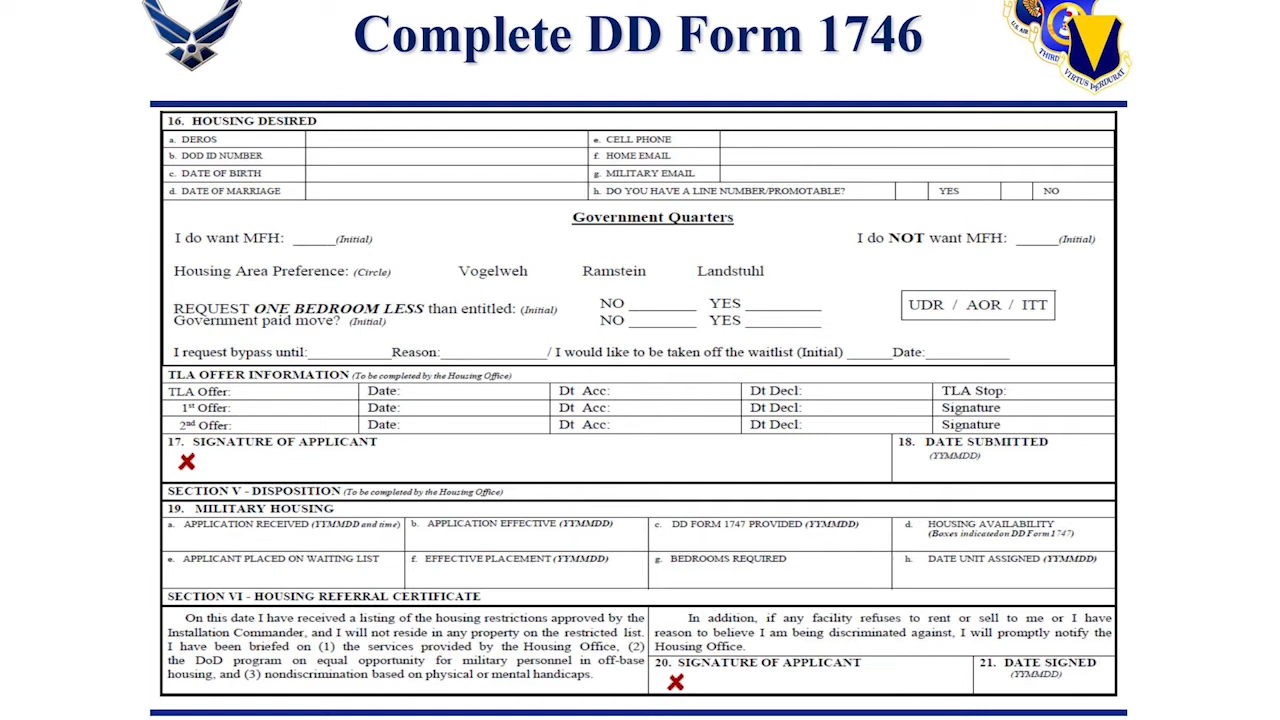 Complete DD Form 1746
U.S. AIR
THIRD
VIRTUS PERDURAT
16. HOUSING DESIRED
a. DEROS e. CELL PHONE
b. DOD ID NUMBER f. HOME EMAIL
c. DATE OF BIRTH g. MILITARY EMAIL
d. DATE OF MARRIAGE h. DO YOU HAVE A LINE NUMBER/PROMOTABLE? YES NO
Government Quarters
I do want MFH: ______(Initial) I do NOT want MFH: ______(Initial)
Housing Area Preference: (Circle) Vogelweh Ramstein Landstuhl
REQUEST ONE BEDROOM LESS than entitled: (Initial) NO _________ YES __________
UDR / AOR / ITT
Government paid move? (Initial) NO _________ YES __________
I request bypass until:___________Reason:______________/ I would like to be taken off the waitlist (Initial) ______Date:___________
TLA OFFER INFORMATION (To be completed by the Housing Office)
TLA Offer: Date: Dt Acc: Dt Decl: TLA Stop:
1st Offer: Date: Dt Acc: Dt Decl: Signature
2nd Offer: Date: Dt Acc: Dt Decl: Signature
17. SIGNATURE OF APPLICANT 18. DATE SUBMITTED
(YYMMDD)
SECTION V - DISPOSITION (To be completed by the Housing Office)
19. MILITARY HOUSING
a. APPLICATION RECEIVED (YYMMDD and time) b. APPLICATION EFFECTIVE (YYMMDD) c. DD FORM 1747 PROVIDED (YYMMDD) d. HOUSING AVAILABILITY
(Boxes indicated on DD Form 1747)
e. APPLICANT PLACED ON WAITING LIST f. EFFECTIVE PLACEMENT (YYMMDD) g. BEDROOMS REQUIRED h. DATE UNIT ASSIGNED (YYMMDD)
SECTION VI - HOUSING REFERRAL CERTIFICATE
On this date I have received a listing of the housing restrictions approved by the
Installation Commander, and I will not reside in any property on the restricted list.
I have been briefed on (1) the services provided by the Housing Office, (2)
the DoD program on equal opportunity for military personnel in off-base
housing, and (3) nondiscrimination based on physical or mental handicaps.
In addition, if any facility refuses to rent or sell to me or I have
reason to believe I am being discriminated against, I will promptly notify the
Housing Office.
20. SIGNATURE OF APPLICANT 21. DATE SIGNED
(YYMMDD)